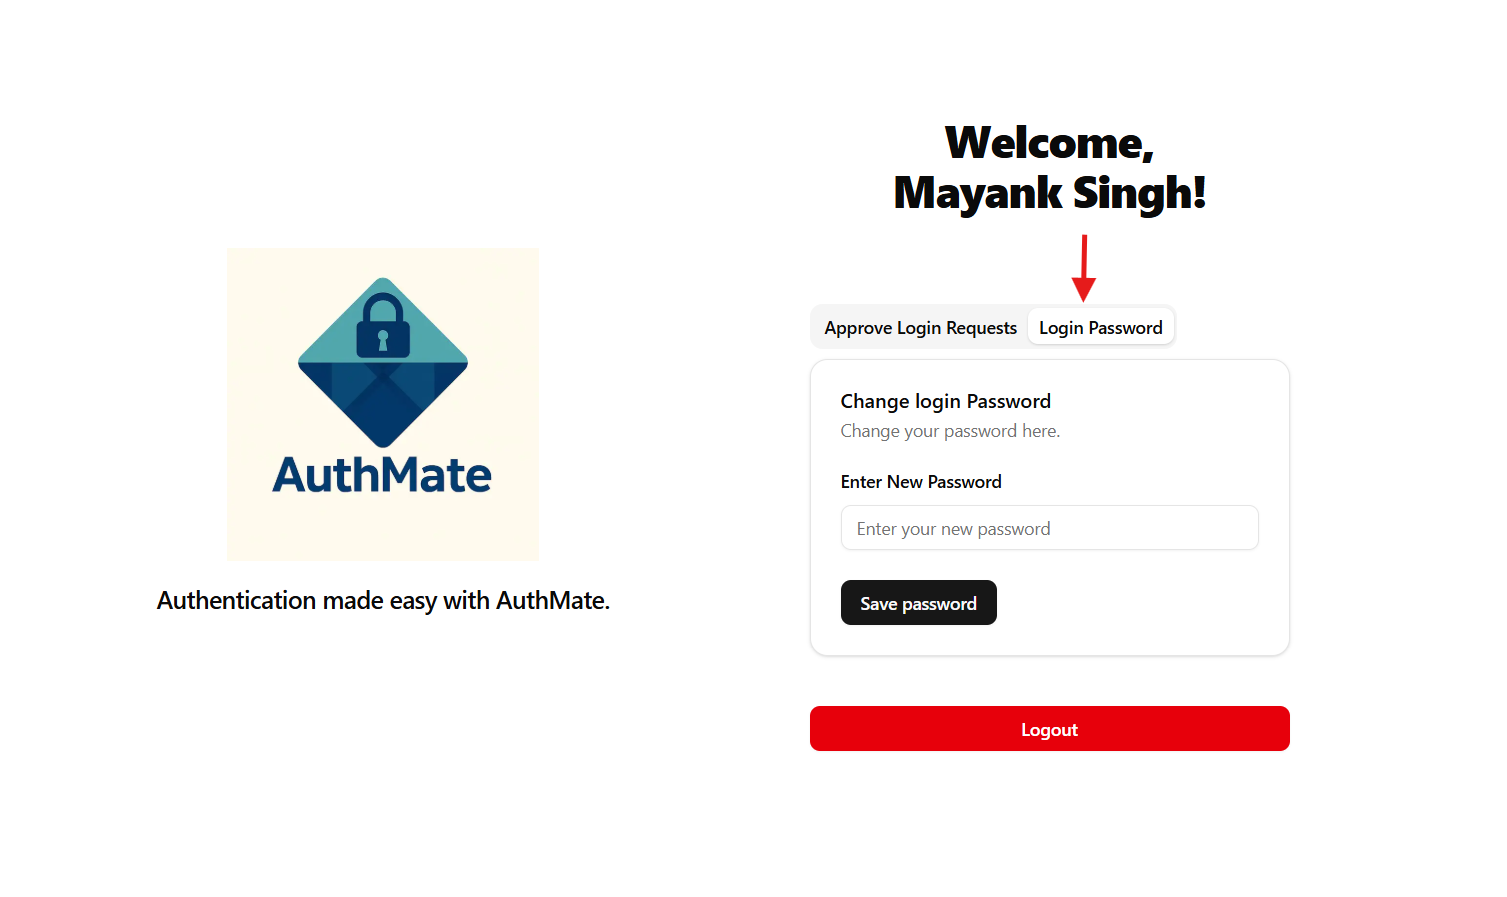 AuthMate
Authentication made easy with AuthMate.
Welcome,
Mayank Singh!
Approve Login Requests
Login Password
Change login Password
Change your password here.
Enter New Password
Enter your new password
Save password
Logout